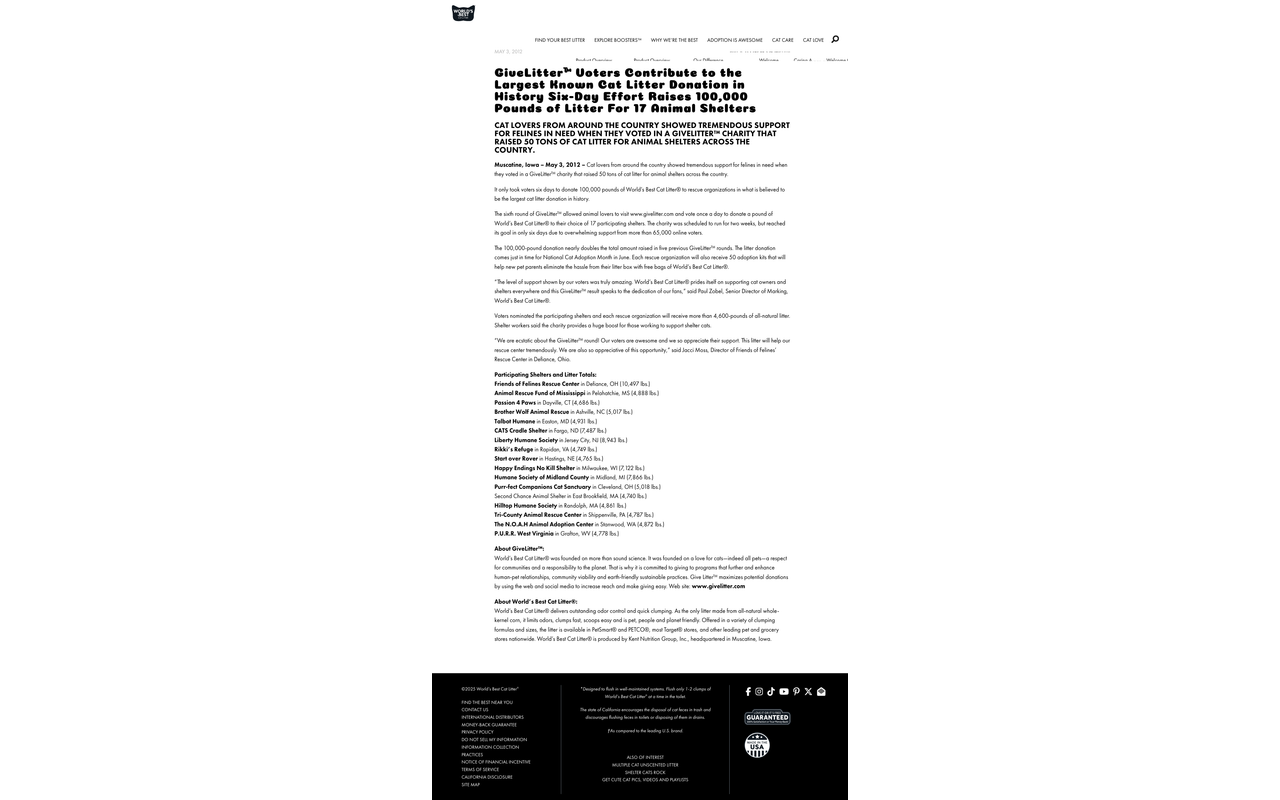 WORLD'S
BEST
FIND YOUR BEST LITTER EXPLORE BOOSTERS™ WHY WE'RE THE BEST ADOPTION IS AWESOME CAT CARE CAT LOVE
MAY 3, 2012
Product Overview Product Overview Our Difference Welcome
GiveLitter™ Voters Contribute to the
Largest Known Cat Litter Donation in
History Six-Day Effort Raises 100,000
Pounds of Litter For 17 Animal Shelters
CAT LOVERS FROM AROUND THE COUNTRY SHOWED TREMENDOUS SUPPORT
FOR FELINES IN NEED WHEN THEY VOTED IN A GIVELITTER™ CHARITY THAT
RAISED 50 TONS OF CAT LITTER FOR ANIMAL SHELTERS ACROSS THE
COUNTRY.
Muscatine, Iowa – May 3, 2012 – Cat lovers from around the country showed tremendous support for felines in need when
they voted in a GiveLitter™ charity that raised 50 tons of cat litter for animal shelters across the country.
It only took voters six days to donate 100,000 pounds of World's Best Cat Litter® to rescue organizations in what is believed to
be the largest cat litter donation in history.
The sixth round of GiveLitter™ allowed animal lovers to visit www.givelitter.com and vote once a day to donate a pound of
World's Best Cat Litter® to their choice of 17 participating shelters. The charity was scheduled to run for two weeks, but reached
its goal in only six days due to overwhelming support from more than 65,000 online voters.
The 100,000-pound donation nearly doubles the total amount raised in five previous GiveLitter™ rounds. The litter donation
comes just in time for National Cat Adoption Month in June. Each rescue organization will also receive 50 adoption kits that will
help new pet parents eliminate the hassle from their litter box with free bags of World's Best Cat Litter®.
"The level of support shown by our voters was truly amazing. World's Best Cat Litter® prides itself on supporting cat owners and
shelters everywhere and this GiveLitter™ result speaks to the dedication of our fans," said Paul Zobel, Senior Director of Marking,
World's Best Cat Litter®.
Voters nominated the participating shelters and each rescue organization will receive more than 4,600-pounds of all-natural litter.
Shelter workers said the charity provides a huge boost for those working to support shelter cats.
"We are ecstatic about the GiveLitter™ round! Our voters are awesome and we so appreciate their support. This litter will help our
rescue center tremendously. We are also so appreciative of this opportunity," said Jacci Moss, Director of Friends of Felines'
Rescue Center in Defiance, Ohio.
Participating Shelters and Litter Totals:
Friends of Felines Rescue Center in Defiance, OH (10,497 lbs.)
Animal Rescue Fund of Mississippi in Pelahatchie, MS (4,888 lbs.)
Passion 4 Paws in Dayville, CT (4,686 lbs.)
Brother Wolf Animal Rescue in Ashville, NC (5,017 lbs.)
Talbot Humane in Easton, MD (4,931 lbs.)
CATS Cradle Shelter in Fargo, ND (7,487 lbs.)
Liberty Humane Society in Jersey City, NJ (8,943 lbs.)
Rikki's Refuge in Rapidan, VA (4,749 lbs.)
Start over Rover in Hastings, NE (4,765 lbs.)
Happy Endings No Kill Shelter in Milwaukee, WI (7,122 lbs.)
Humane Society of Midland County in Midland, MI (7,866 lbs.)
Purr-fect Companions Cat Sanctuary in Cleveland, OH (5,018 lbs.)
Second Chance Animal Shelter in East Brookfield, MA (4,740 lbs.)
Hilltop Humane Society in Randolph, MA (4,861 lbs.)
Tri-County Animal Rescue Center in Shippenville, PA (4,787 lbs.)
The N.O.A.H Animal Adoption Center in Stanwood, WA (4,872 lbs.)
P.U.R.R. West Virginia in Grafton, WV (4,778 lbs.)
About GiveLitter™:
World's Best Cat Litter® was founded on more than sound science. It was founded on a love for cats—indeed all pets—a respect
for communities and a responsibility to the planet. That is why it is committed to giving to programs that further and enhance
human-pet relationships, community viability and earth-friendly sustainable practices. Give Litter™ maximizes potential donations
by using the web and social media to increase reach and make giving easy. Web site: www.givelitter.com
About World's Best Cat Litter®:
World's Best Cat Litter® delivers outstanding odor control and quick clumping. As the only litter made from all-natural whole-
kernel corn, it limits odors, clumps fast, scoops easy and is pet, people and planet friendly. Offered in a variety of clumping
formulas and sizes, the litter is available in PetSmart® and PETCO®, most Target® stores, and other leading pet and grocery
stores nationwide. World's Best Cat Litter® is produced by Kent Nutrition Group, Inc., headquartered in Muscatine, Iowa.
©2025 World's Best Cat Litter®
FIND THE BEST NEAR YOU
CONTACT US
INTERNATIONAL DISTRIBUTORS
MONEY-BACK GUARANTEE
PRIVACY POLICY
DO NOT SELL MY INFORMATION
INFORMATION COLLECTION
PRACTICES
NOTICE OF FINANCIAL INCENTIVE
TERMS OF SERVICE
CALIFORNIA DISCLOSURE
SITE MAP
*Designed to flush in well-maintained systems. Flush only 1-2 clumps of
World's Best Cat Litter® at a time in the toilet.
The state of California encourages the disposal of cat feces in trash and
discourages flushing feces in toilets or disposing of them in drains.
‡As compared to the leading U.S. brand.
ALSO OF INTEREST
MULTIPLE CAT UNSCENTED LITTER
SHELTER CATS ROCK
GET CUTE CAT PICS, VIDEOS AND PLAYLISTS
GUARANTEED
MADE IN THE
USA